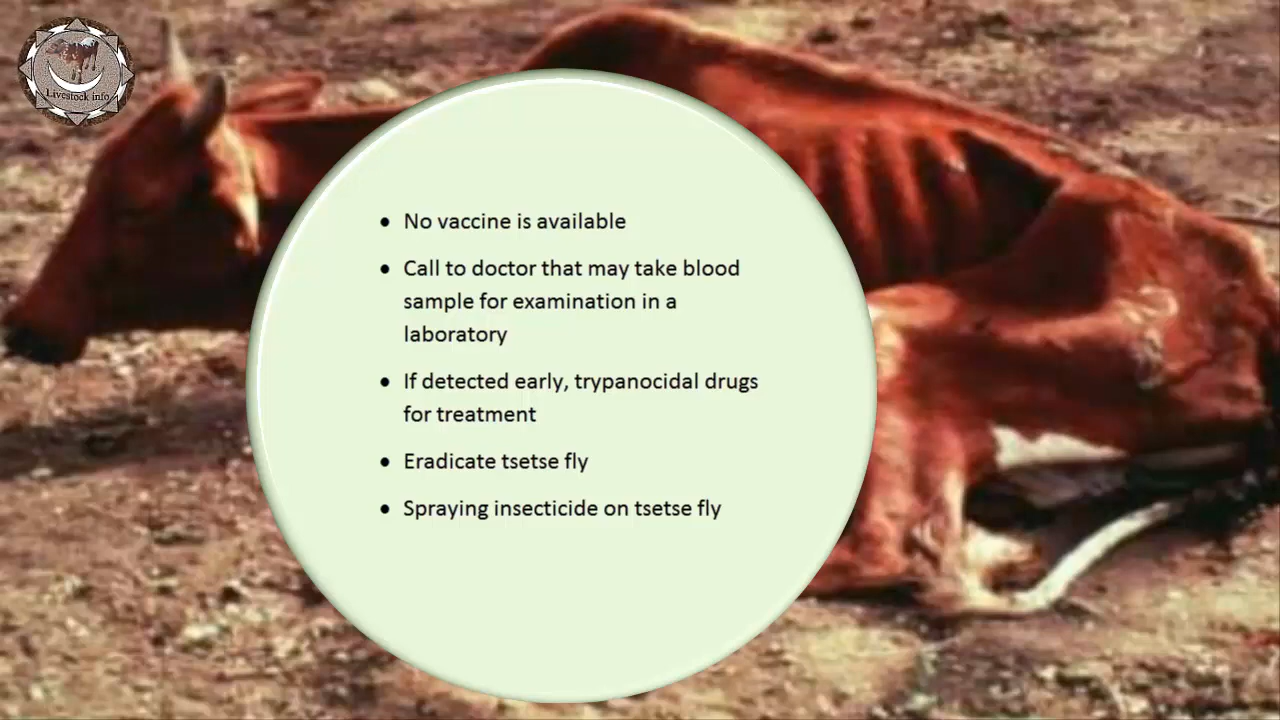 Livestock info
• No vaccine is available
• Call to doctor that may take blood
sample for examination in a
laboratory
• If detected early, trypanocidal drugs
for treatment
• Eradicate tsetse fly
• Spraying insecticide on tsetse fly